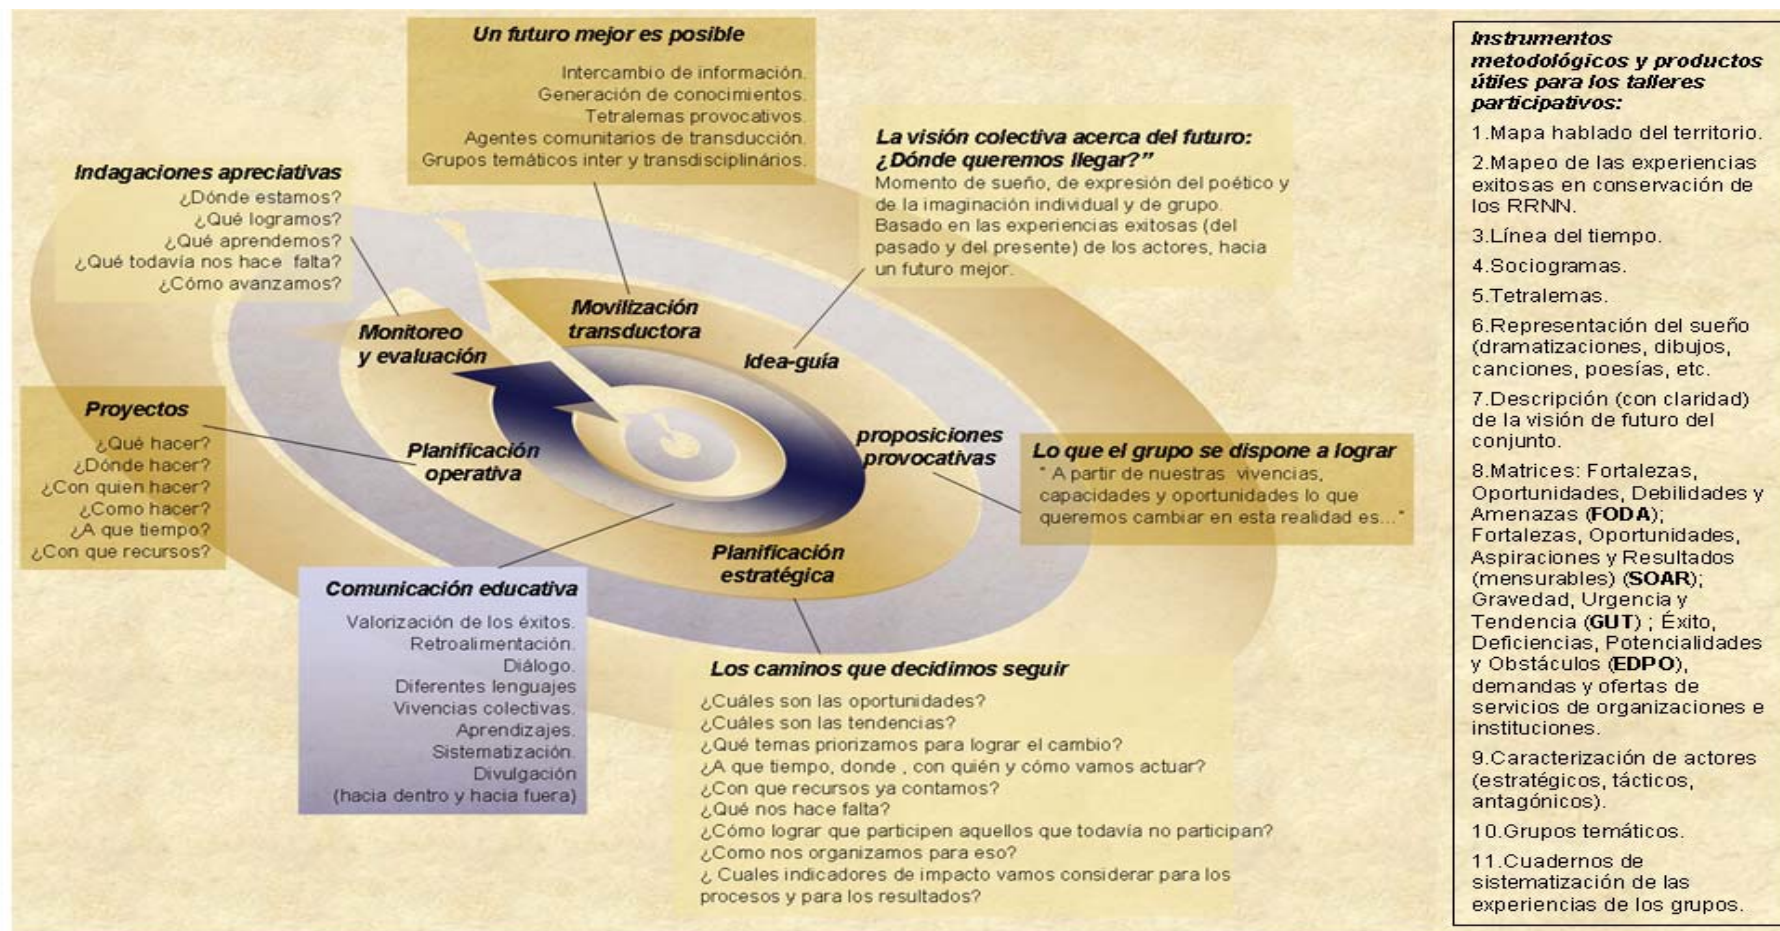 Un futuro mejor es posible
Intercambio de información.
Generación de conocimientos.
Tetralemas provocativos.
Agentes comunitarios de transducción.
Grupos temáticos inter y transdisciplinários.
La visión colectiva acerca del futuro:
¿Dónde queremos llegar?”
Momento de sueño, de expresión del poético y
de la imaginación individual y de grupo.
Basado en las experiencias exitosas (del
pasado y del presente) de los actores, hacia
un futuro mejor.
Indagaciones apreciativas
¿Dónde estamos?
¿Qué logramos?
¿Qué aprendemos?
¿Qué todavía nos hace falta?
¿Cómo avanzamos?
Movilización
transductora
Monitoreo
y evaluación
Idea-guía
Proyectos
¿Qué hacer?
¿Dónde hacer?
¿Con quien hacer?
¿Como hacer?
¿A que tiempo?
¿Con que recursos?
Planificación
operativa
proposiciones
provocativas
Lo que el grupo se dispone a lograr
“ A partir de nuestras vivencias,
capacidades y oportunidades lo que
queremos cambiar en esta realidad es...“
Planificación
estratégica
Comunicación educativa
Valorización de los éxitos.
Retroalimentación.
Diálogo.
Diferentes lenguajes
Vivencias colectivas.
Aprendizajes.
Sistematización.
Divulgación
(hacia dentro y hacia fuera)
Los caminos que decidimos seguir
¿Cuáles son las oportunidades?
¿Cuáles son las tendencias?
¿Qué temas priorizamos para lograr el cambio?
¿A que tiempo, donde , con quién y cómo vamos actuar?
¿Con que recursos ya contamos?
¿Qué nos hace falta?
¿Cómo lograr que participen aquellos que todavía no participan?
¿Como nos organizamos para eso?
¿ Cuales indicadores de impacto vamos considerar para los
procesos y para los resultados?
Instrumentos
metodológicos y productos
útiles para los talleres
participativos:
1.Mapa hablado del territorio.
2.Mapeo de las experiencias
exitosas en conservación de
los RRNN.
3.Línea del tiempo.
4.Sociogramas.
5.Tetralemas.
6.Representación del sueño
(dramatizaciones, dibujos,
canciones, poesías, etc.
7.Descripción (con claridad)
de la visión de futuro del
conjunto.
8.Matrices: Fortalezas,
Oportunidades, Debilidades y
Amenazas (FODA);
Fortalezas, Oportunidades,
Aspiraciones y Resultados
(mensurables) (SOAR);
Gravedad, Urgencia y
Tendencia (GUT) ; Éxito,
Deficiencias, Potencialidades
y Obstáculos (EDPO),
demandas y ofertas de
servicios de organizaciones e
instituciones.
9.Caracterización de actores
(estratégicos, tácticos,
antagónicos).
10.Grupos temáticos.
11.Cuadernos de
sistematización de las
experiencias de los grupos.